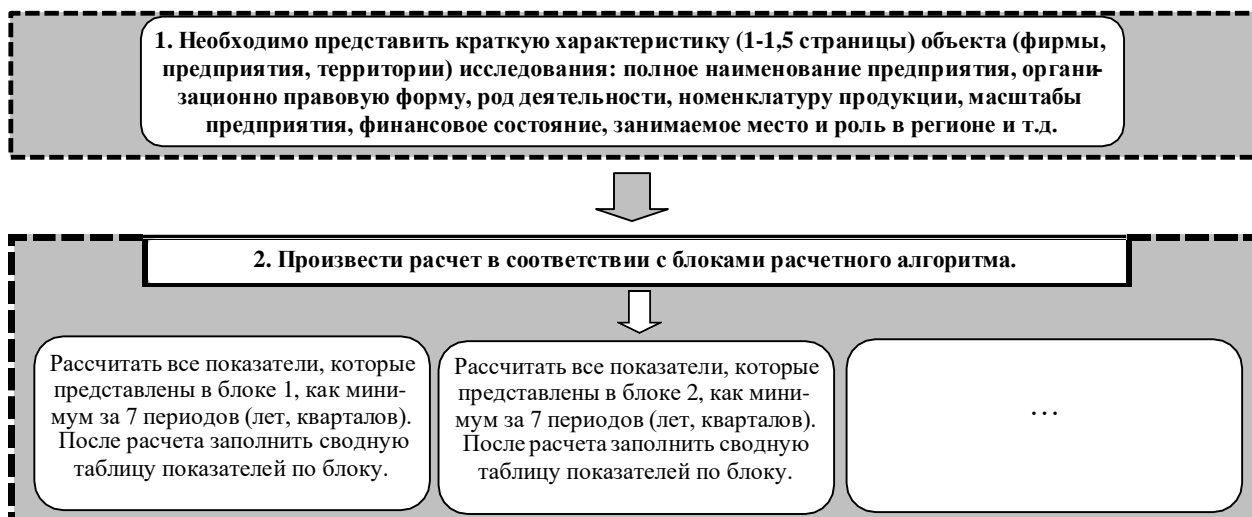 1. Необходимо представить краткую характеристику (1-1,5 страницы) объекта (фирмы,
предприятия, территории) исследования: полное наименование предприятия, органи-
зационно правовую форму, род деятельности, номенклатуру продукции, масштабы
предприятия, финансовое состояние, занимаемое место и роль в регионе и т.д.
2. Произвести расчет в соответствии с блоками расчетного алгоритма.
Рассчитать все показатели, которые
представлены в блоке 1, как мини-
мум за 7 периодов (лет, кварталов).
После расчета заполнить сводную
таблицу показателей по блоку.
Рассчитать все показатели, которые
представлены в блоке 2, как мини-
мум за 7 периодов (лет, кварталов).
После расчета заполнить сводную
таблицу показателей по блоку.
…